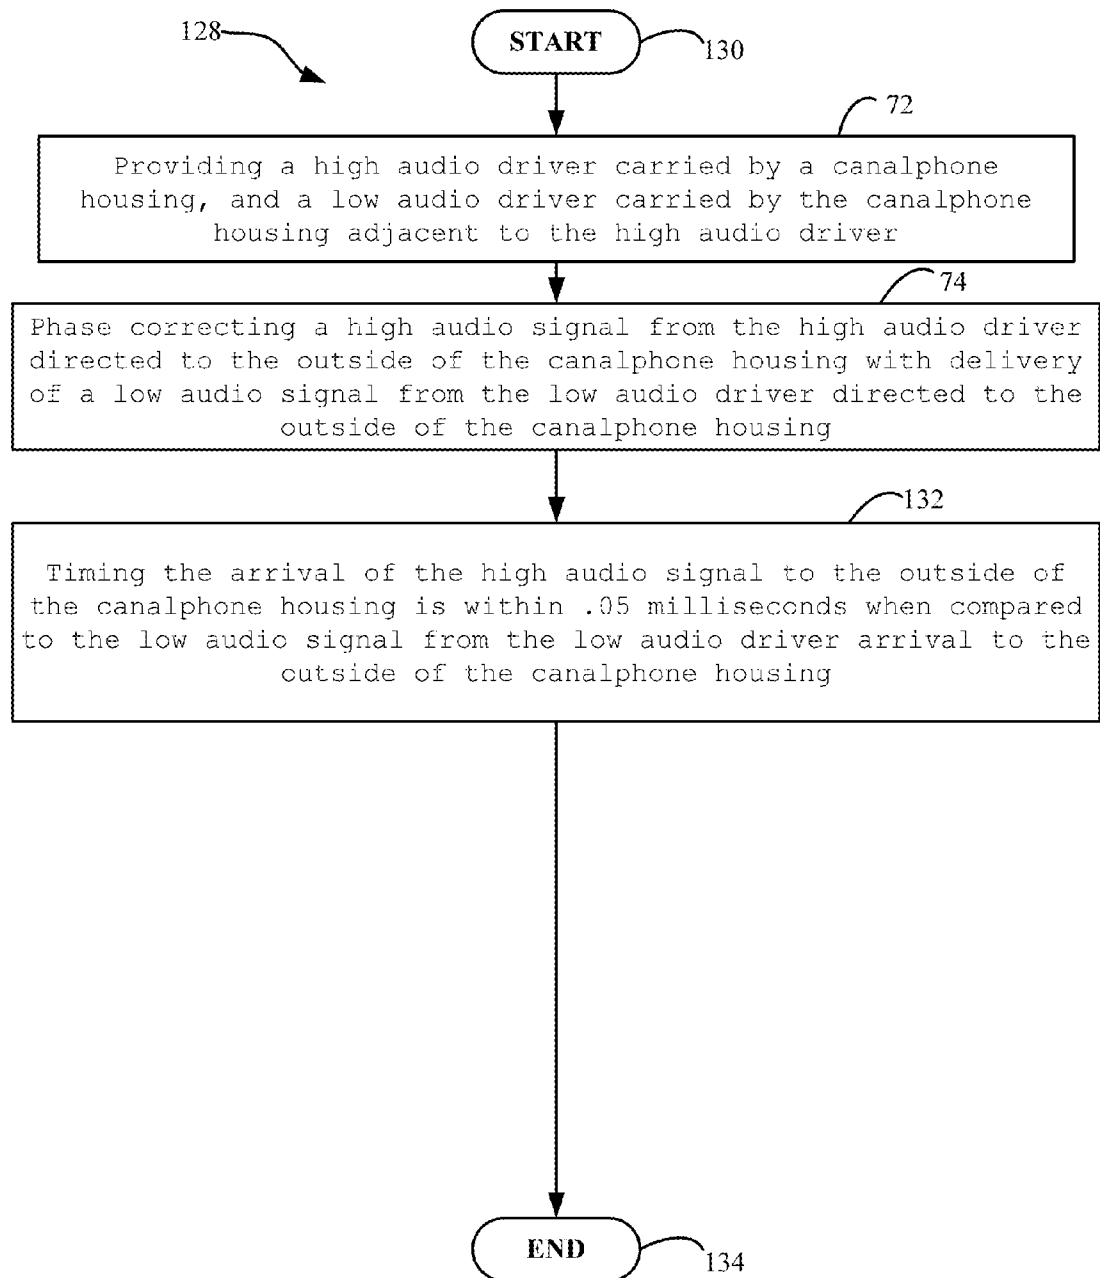 128
START
130
72
Providing a high audio driver carried by a canalphone
housing, and a low audio driver carried by the canalphone
housing adjacent to the high audio driver
74
Phase correcting a high audio signal from the high audio driver
directed to the outside of the canalphone housing with delivery
of a low audio signal from the low audio driver directed to the
outside of the canalphone housing
132
Timing the arrival of the high audio signal to the outside of
the canalphone housing is within .05 milliseconds when compared
to the low audio signal from the low audio driver arrival to the
outside of the canalphone housing
END
134